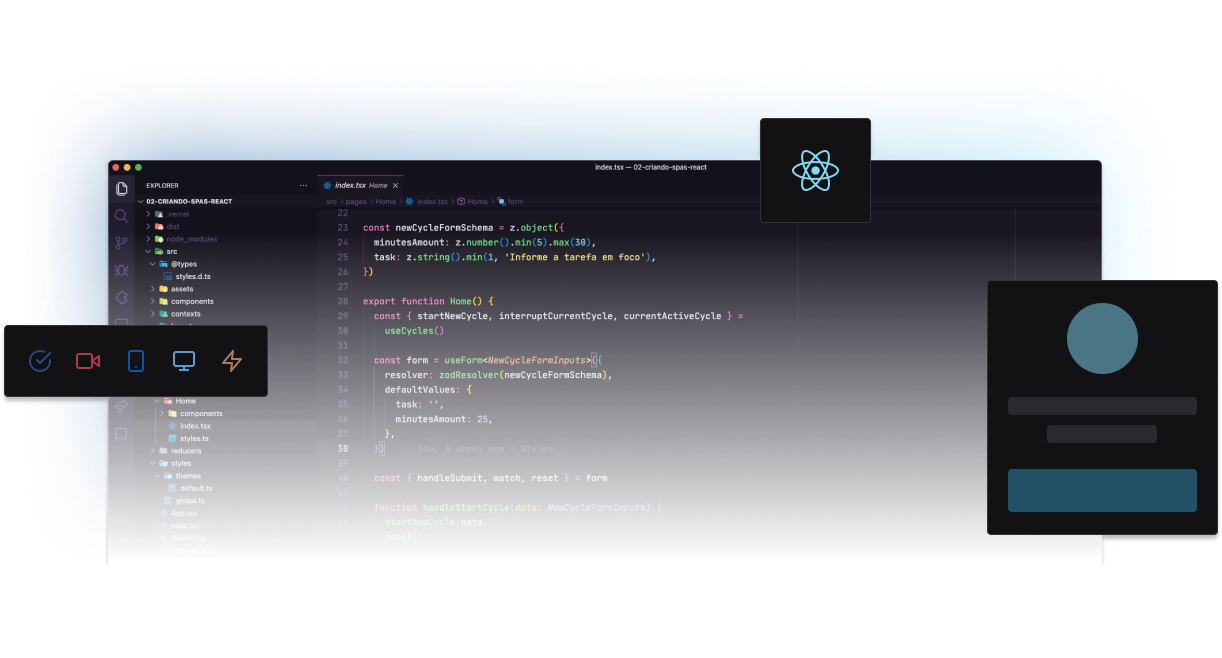 index.tsx — 02-criando-spas-react
EXPLORER
···
02-CRIANDO-SPAS-REACT
.vercel
dist
node_modules
src
@types
styles.d.ts
assets
components
contexts
Home
components
index.tsx
styles.ts
reducers
styles
themes
default.ts
global.ts
App.tsx
main.tsx
index.tsx Home ×
src > pages > Home > index.tsx > Home > form
22
23 const newCycleFormSchema = z.object({
24 minutesAmount: z.number().min(5).max(30),
25 task: z.string().min(1, 'Informe a tarefa em foco'),
26 })
27
28 export function Home() {
29 const { startNewCycle, interruptCurrentCycle, currentActiveCycle } =
30 useCycles()
31
32 const form = useForm<NewCycleFormInputs>({
33 resolver: zodResolver(newCycleFormSchema),
34 defaultValues: {
35 task: '',
36 minutesAmount: 25,
37 },
38 }) You, 3 weeks ago • Styles
39
40 const { handleSubmit, watch, reset } = form
41
42 function handleStartCycle(data: NewCycleFormInputs) {
43 startNewCycle(data)
reset()